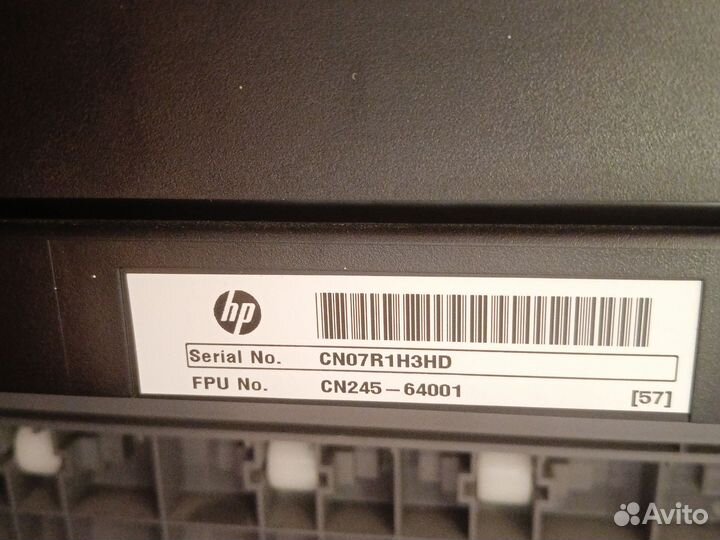 hp
Serial No. CN07R1H3HD
FPU No. CN245-64001
[57]
Avito